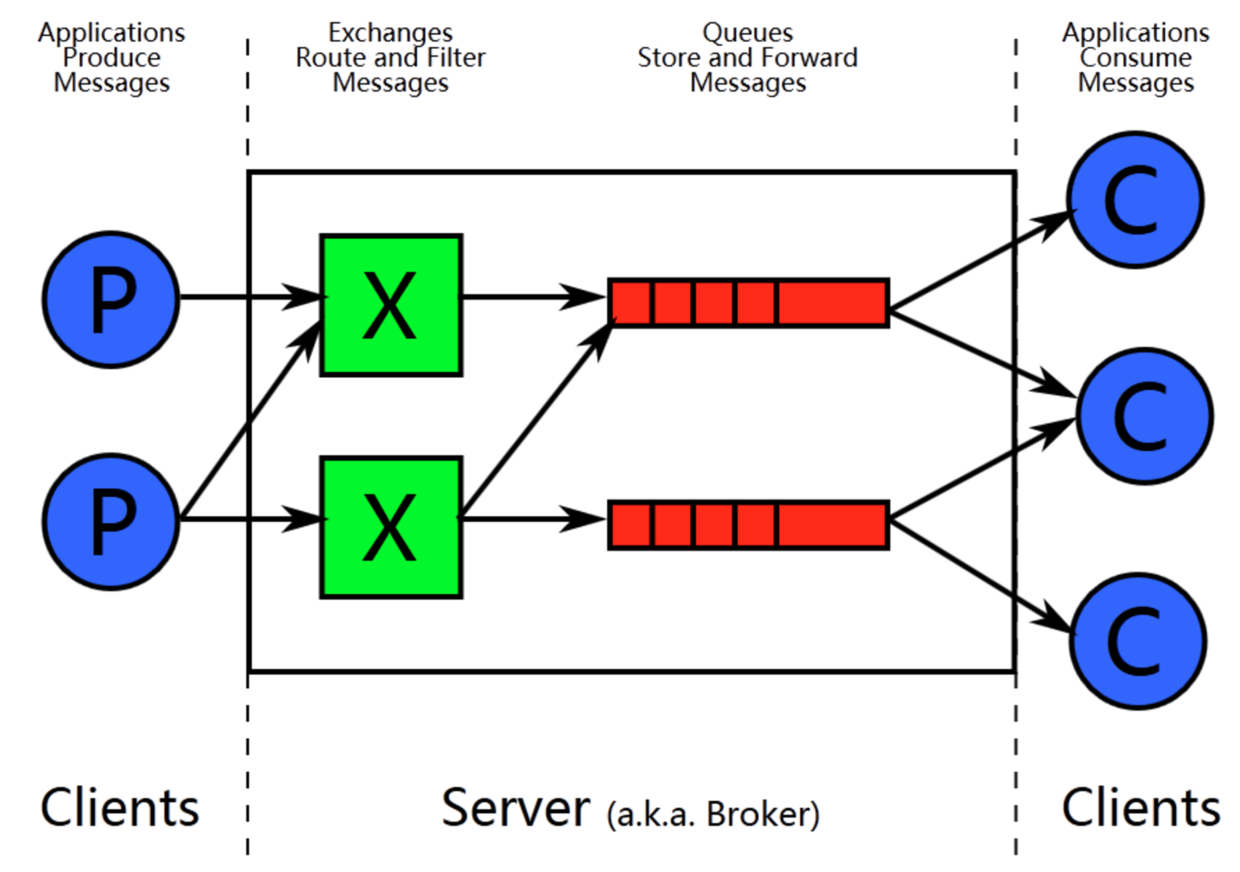 Applications
Produce
Messages
Exchanges
Route and Filter
Messages
Queues
Store and Forward
Messages
Applications
Consume
Messages
P
P
X
X
C
C
C
Clients
Server (a.k.a. Broker)
Clients